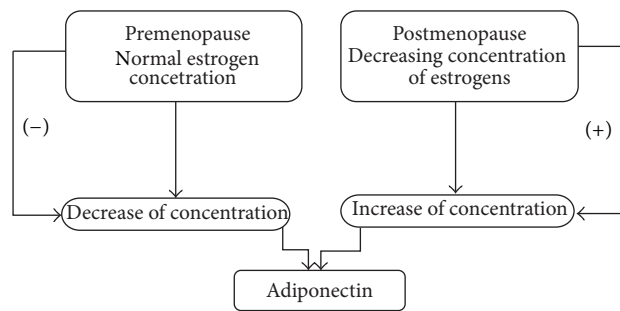 Premenopause
Normal estrogen
concetration
Postmenopause
Decreasing concentration
of estrogens
(−)
(+)
Decrease of concentration
Increase of concentration
Adiponectin